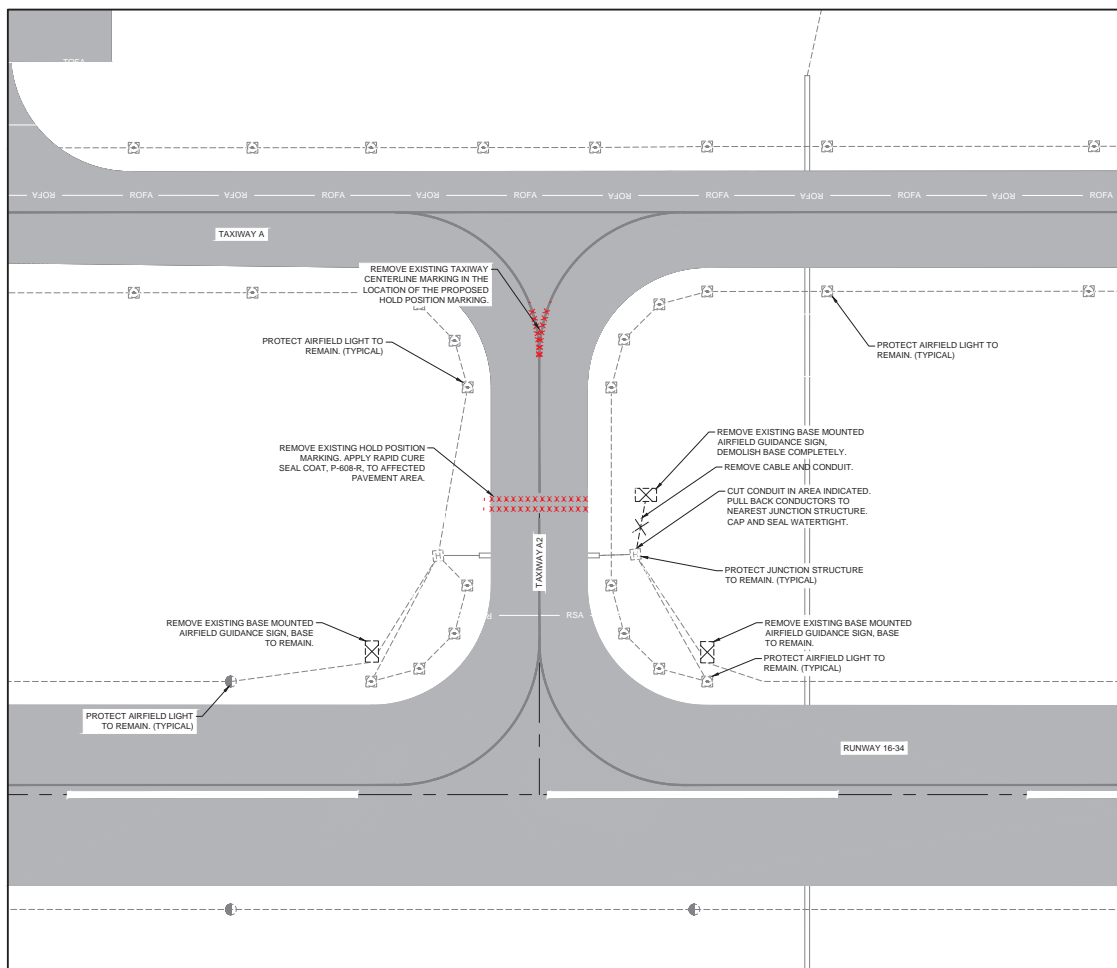 TOFA
ROFA ROFA ROFA ROFA ROFA ROFA ROFA ROFA ROFA ROFA ROFA ROFA
TAXIWAY A
REMOVE EXISTING TAXIWAY
CENTERLINE MARKING IN THE
LOCATION OF THE PROPOSED
HOLD POSITION MARKING.
PROTECT AIRFIELD LIGHT TO
REMAIN. (TYPICAL)
PROTECT AIRFIELD LIGHT TO
REMAIN. (TYPICAL)
REMOVE EXISTING HOLD POSITION
MARKING. APPLY RAPID CURE
SEAL COAT, P-608-R, TO AFFECTED
PAVEMENT AREA.
REMOVE EXISTING BASE MOUNTED
AIRFIELD GUIDANCE SIGN,
DEMOLISH BASE COMPLETELY.
REMOVE CABLE AND CONDUIT.
CUT CONDUIT IN AREA INDICATED.
PULL BACK CONDUCTORS TO
NEAREST JUNCTION STRUCTURE.
CAP AND SEAL WATERTIGHT.
TAXIWAY A2
H
H
PROTECT JUNCTION STRUCTURE
TO REMAIN. (TYPICAL)
RSA
REMOVE EXISTING BASE MOUNTED
AIRFIELD GUIDANCE SIGN, BASE
TO REMAIN.
REMOVE EXISTING BASE MOUNTED
AIRFIELD GUIDANCE SIGN, BASE
TO REMAIN.
PROTECT AIRFIELD LIGHT TO
REMAIN. (TYPICAL)
PROTECT AIRFIELD LIGHT
TO REMAIN. (TYPICAL)
RUNWAY 16-34